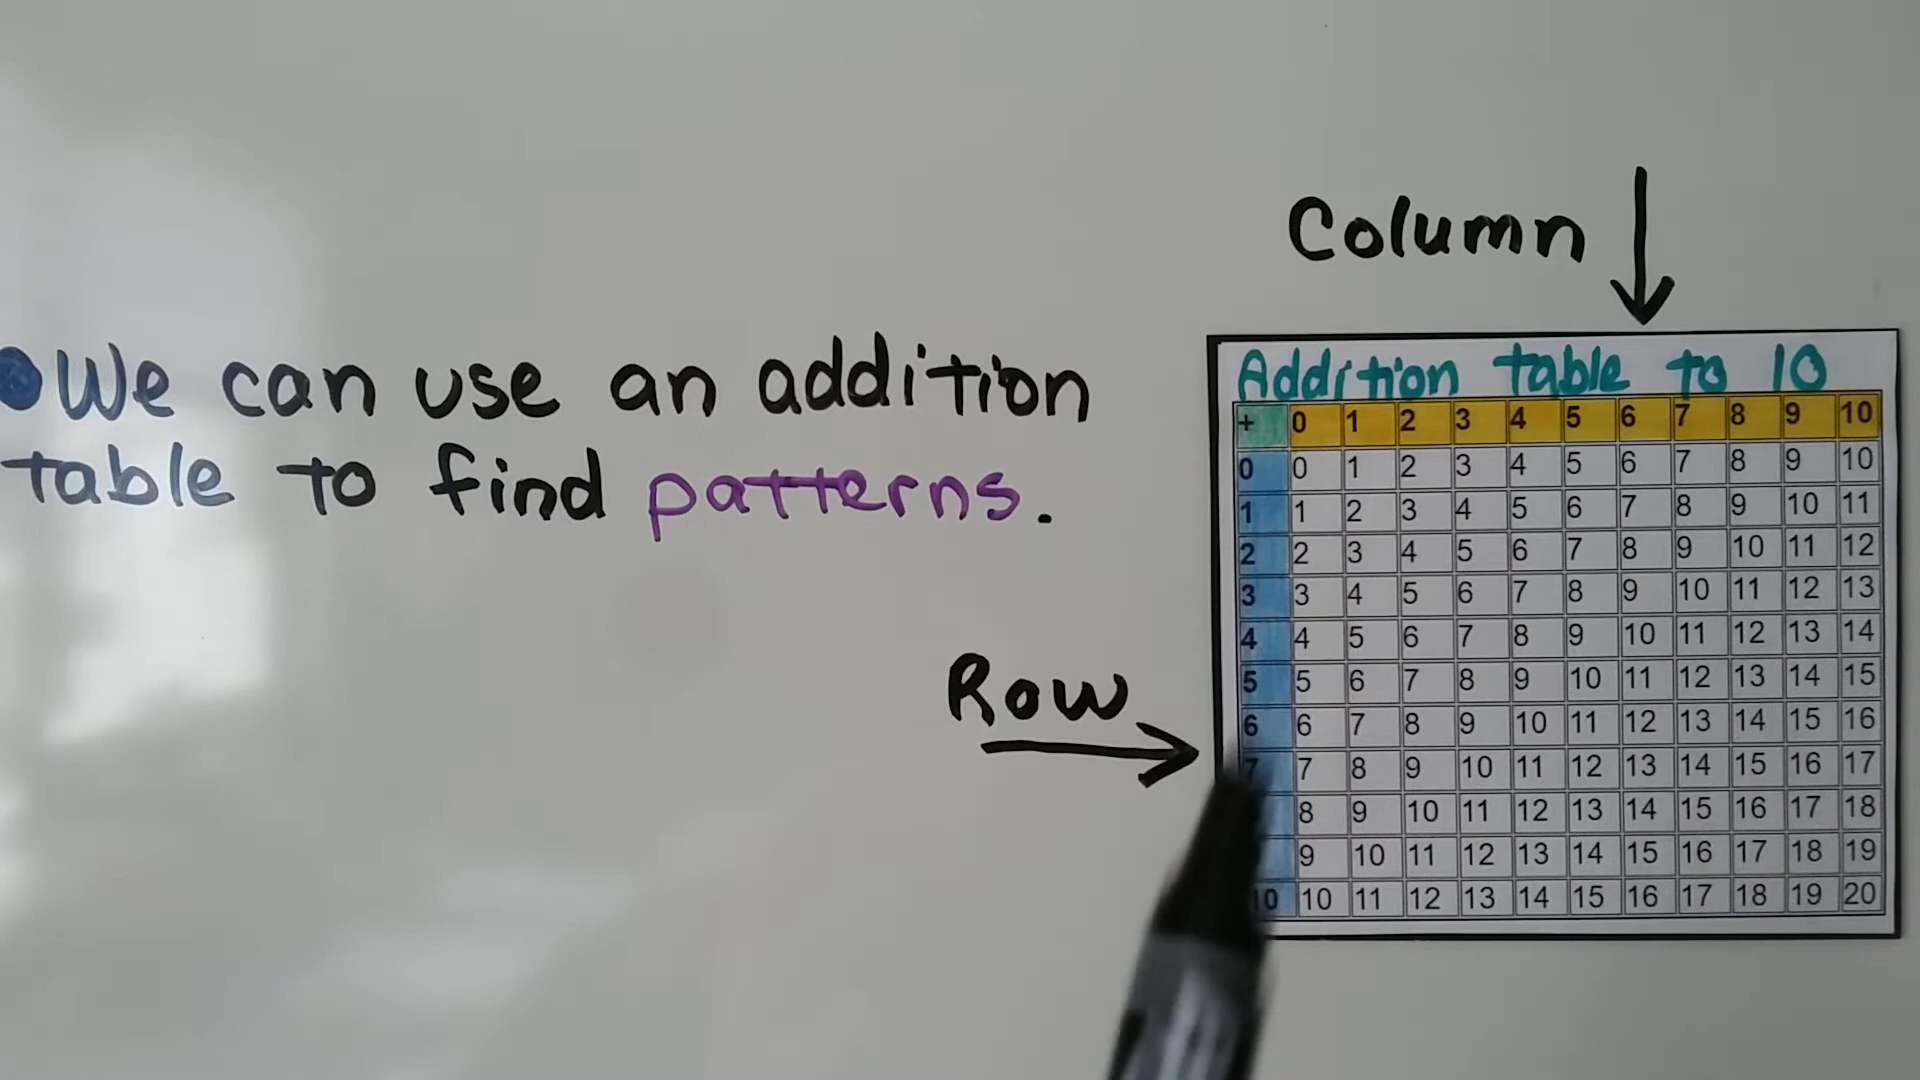 Column
We can use an addition
table to find patterns.
Row
Addition table to 10
+ 0 1 2 3 4 5 6 7 8 9 10
0 0 1 2 3 4 5 6 7 8 9 10
1 1 2 3 4 5 6 7 8 9 10 11
2 2 3 4 5 6 7 8 9 10 11 12
3 3 4 5 6 7 8 9 10 11 12 13
4 4 5 6 7 8 9 10 11 12 13 14
5 5 6 7 8 9 10 11 12 13 14 15
6 6 7 8 9 10 11 12 13 14 15 16
7 7 8 9 10 11 12 13 14 15 16 17
8 9 10 11 12 13 14 15 16 17 18
9 10 11 12 13 14 15 16 17 18 19
10 10 11 12 13 14 15 16 17 18 19 20